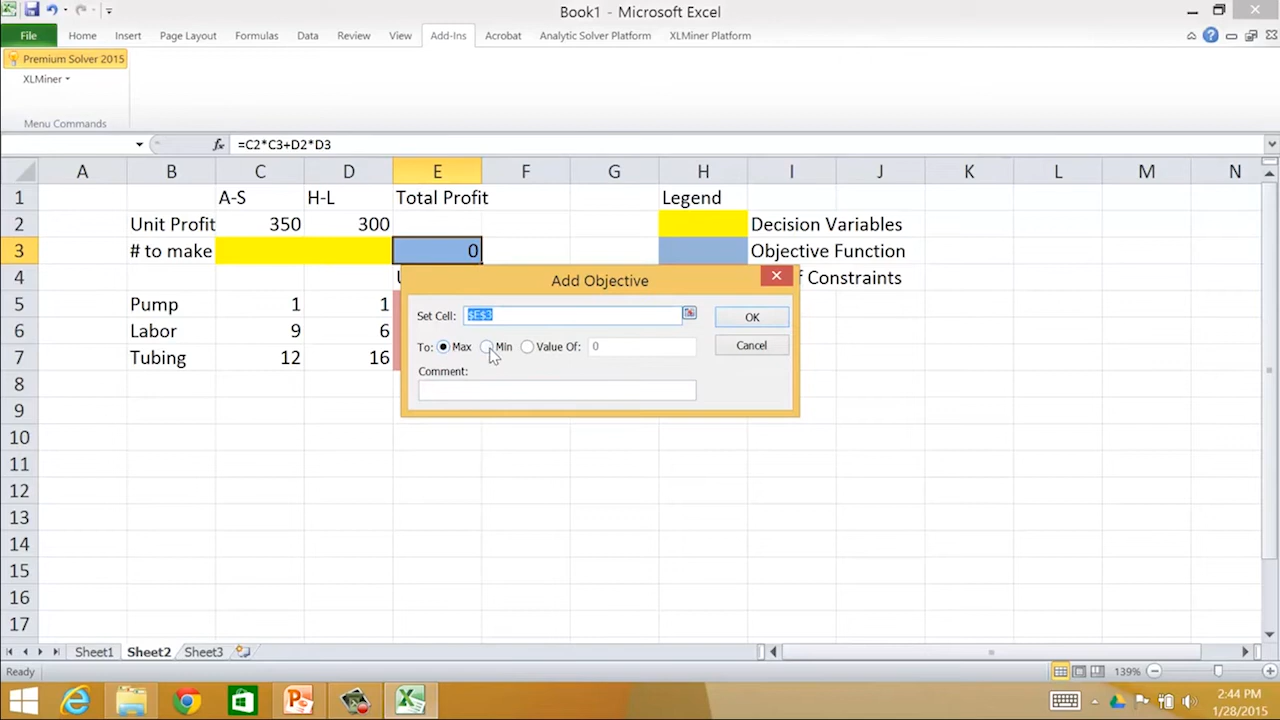 Book1 - Microsoft Excel
File Home Insert Page Layout Formulas Data Review View Add-Ins Acrobat Analytic Solver Platform XLMiner Platform
Premium Solver 2015
XLMiner
Menu Commands
fx =C2*C3+D2*D3
A B C D E F G H I J K L M N
1 A-S H-L Total Profit Legend
2 Unit Profit 350 300 Decision Variables
3 # to make 0 Objective Function
4 Constraints
Add Objective
5 Pump 1 1
6 Labor 9 6
7 Tubing 12 16
Set Cell: $E$3 OK
To: Max Min Value Of: 0 Cancel
Comment:
8
9
10
11
12
13
14
15
16
17
Sheet1 Sheet2 Sheet3
Ready 139%
2:44 PM
1/28/2015